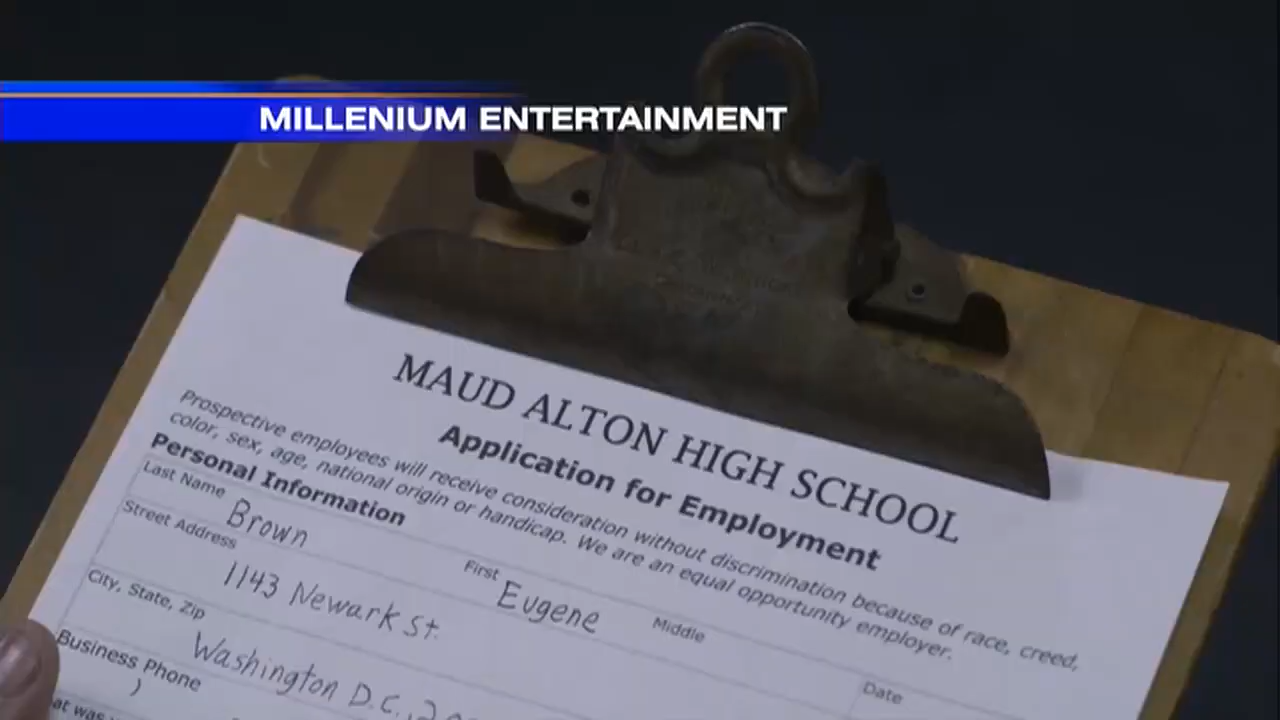 MILLENIUM ENTERTAINMENT
MAUD ALTON HIGH SCHOOL
Application for Employment
Prospective employees will receive consideration without discrimination because of race, creed,
color, sex, age, national origin or handicap. We are an equal opportunity employer.
Personal Information
Last Name Brown First Eugene Middle Date
Street Address 1143 Newark St.
City, State, Zip Washington D.C.,
Business Phone )